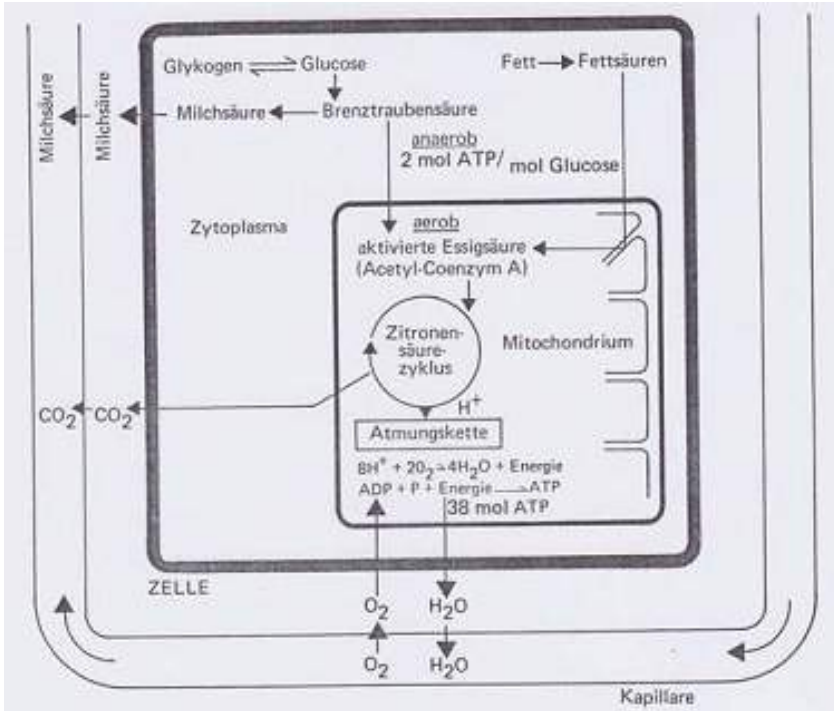 Glykogen ⇌ Glucose
Fett → Fettsäuren
Milchsäure
Milchsäure
Milchsäure ← Brenztraubensäure
anaerob
2 mol ATP/mol Glucose
Zytoplasma
aerob
aktivierte Essigsäure
(Acetyl-Coenzym A)
Zitronen-
säure-
zyklus
Mitochondrium
CO₂
CO₂
H⁺
Atmungskette
8H⁺ + 2O₂ → 4H₂O + Energie
ADP + P + Energie → ATP
38 mol ATP
ZELLE
O₂
H₂O
O₂
H₂O
Kapillare